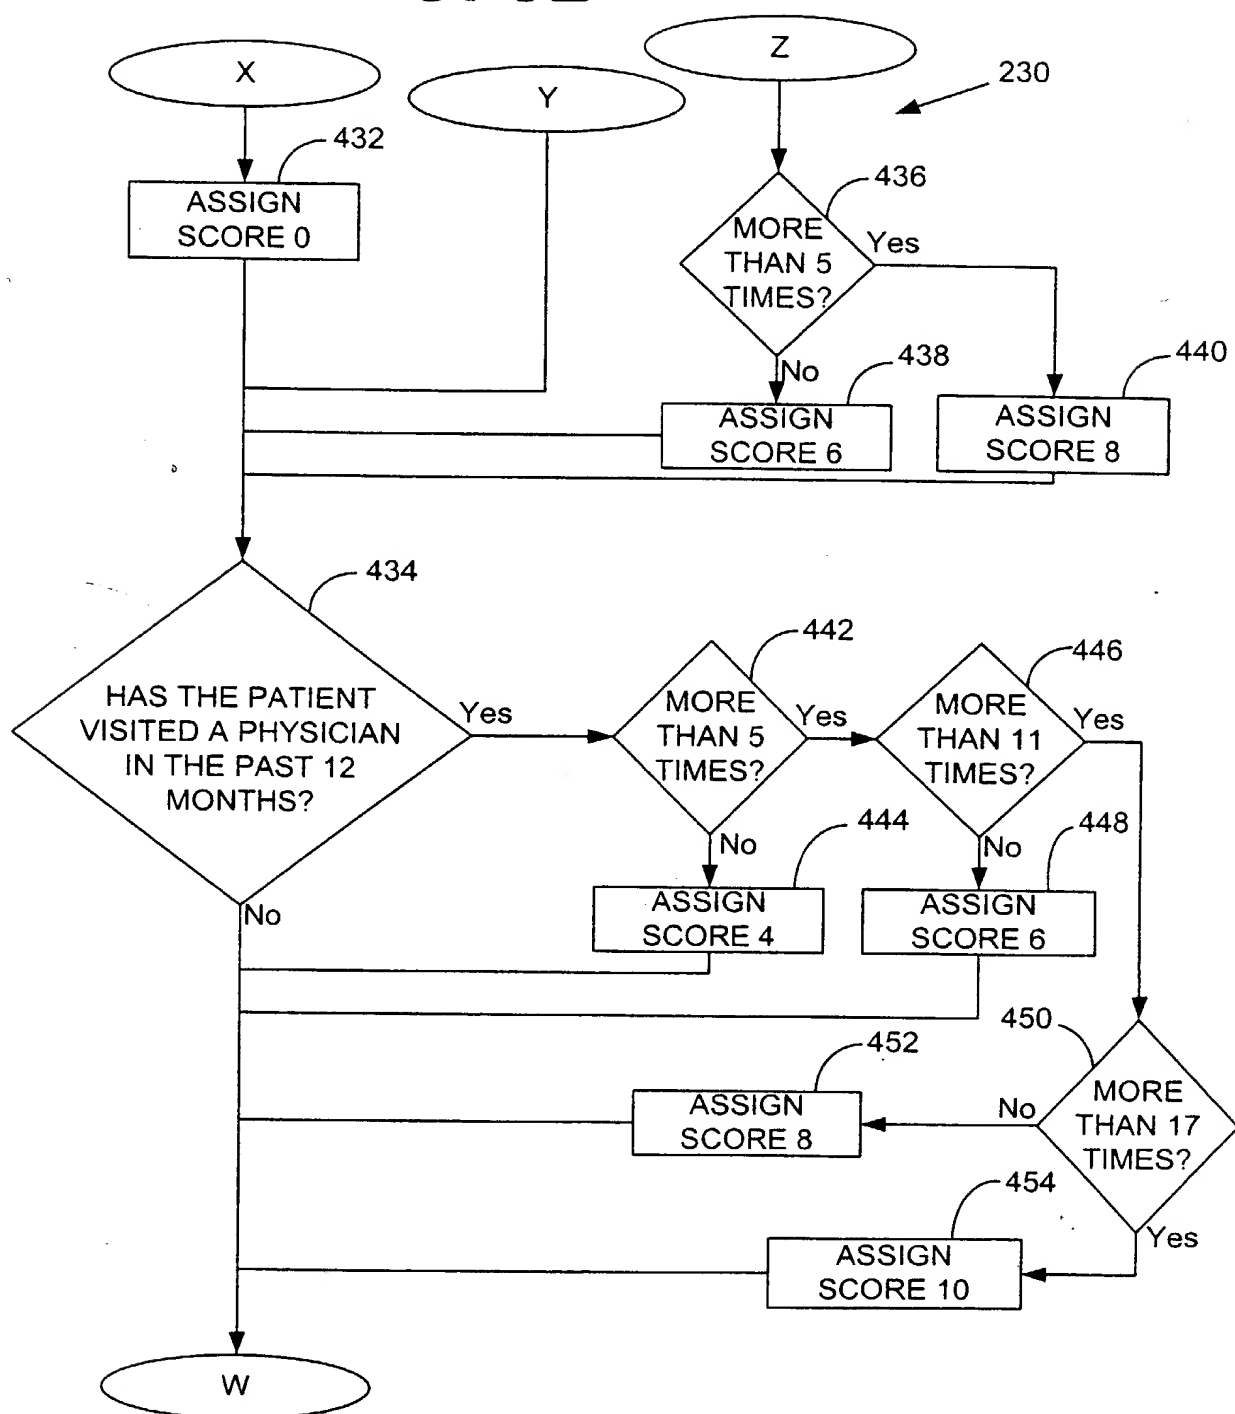 X
Y
Z
230
432
ASSIGN
SCORE 0
436
MORE
THAN 5
TIMES?
Yes
No
438
ASSIGN
SCORE 6
440
ASSIGN
SCORE 8
434
HAS THE PATIENT
VISITED A PHYSICIAN
IN THE PAST 12
MONTHS?
Yes
No
442
MORE
THAN 5
TIMES?
Yes
No
444
ASSIGN
SCORE 4
446
MORE
THAN 11
TIMES?
Yes
No
448
ASSIGN
SCORE 6
450
MORE
THAN 17
TIMES?
No
Yes
452
ASSIGN
SCORE 8
454
ASSIGN
SCORE 10
W